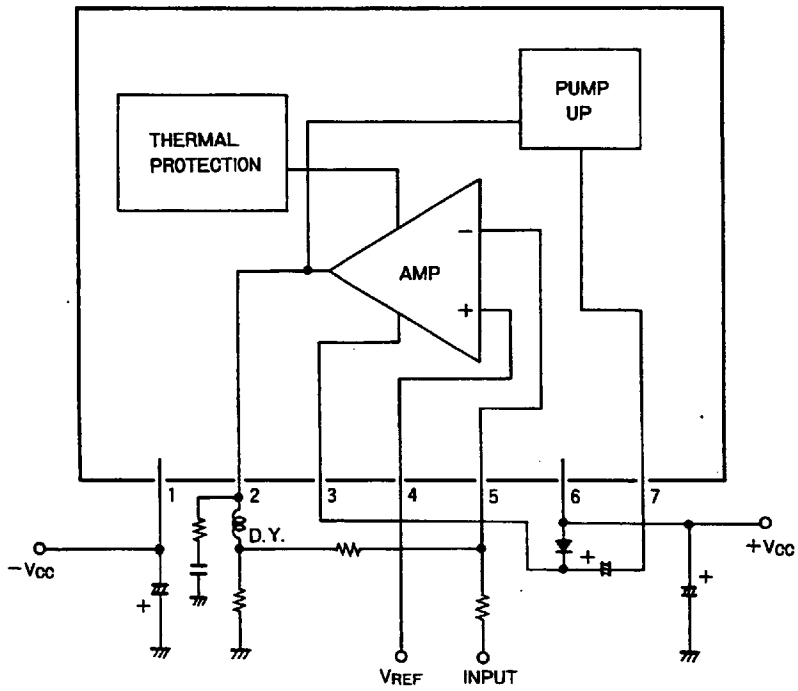 PUMP
UP
THERMAL
PROTECTION
−
AMP
+
1 2 3 4 5 6 7
D.Y.
−VCC
+
+
+
+VCC
VREF
INPUT